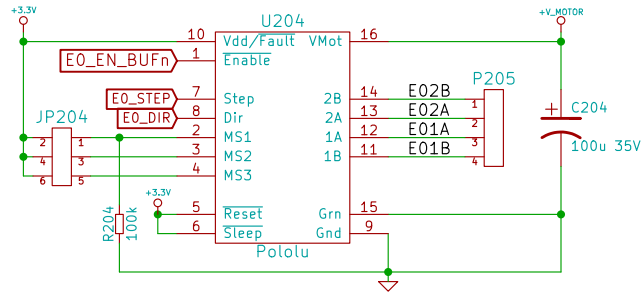 +3.3V
U204
+V_MOTOR
10 Vdd/Fault VMot 16
E0_EN_BUFn 1 Enable
E0_STEP 7 Step 2B 14 E02B 1 P205
E0_DIR 8 Dir 2A 13 E02A 2
JP204 2 1 2 MS1 1A 12 E01A 3
4 3 3 MS2 1B 11 E01B 4
6 5 4 MS3
C204
100u 35V
+3.3V
R204
100k
5 Reset Grn 15
6 Sleep Gnd 9
Pololu